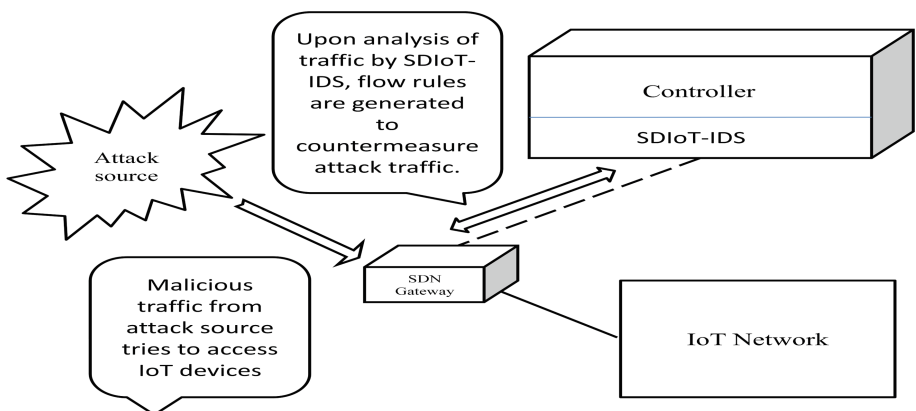 Upon analysis of
traffic by SDIoT-
IDS, flow rules
are generated
to
countermeasure
attack traffic.
Controller
SDIoT-IDS
Attack
source
SDN
Gateway
Malicious
traffic from
attack source
tries to access
IoT devices
IoT Network